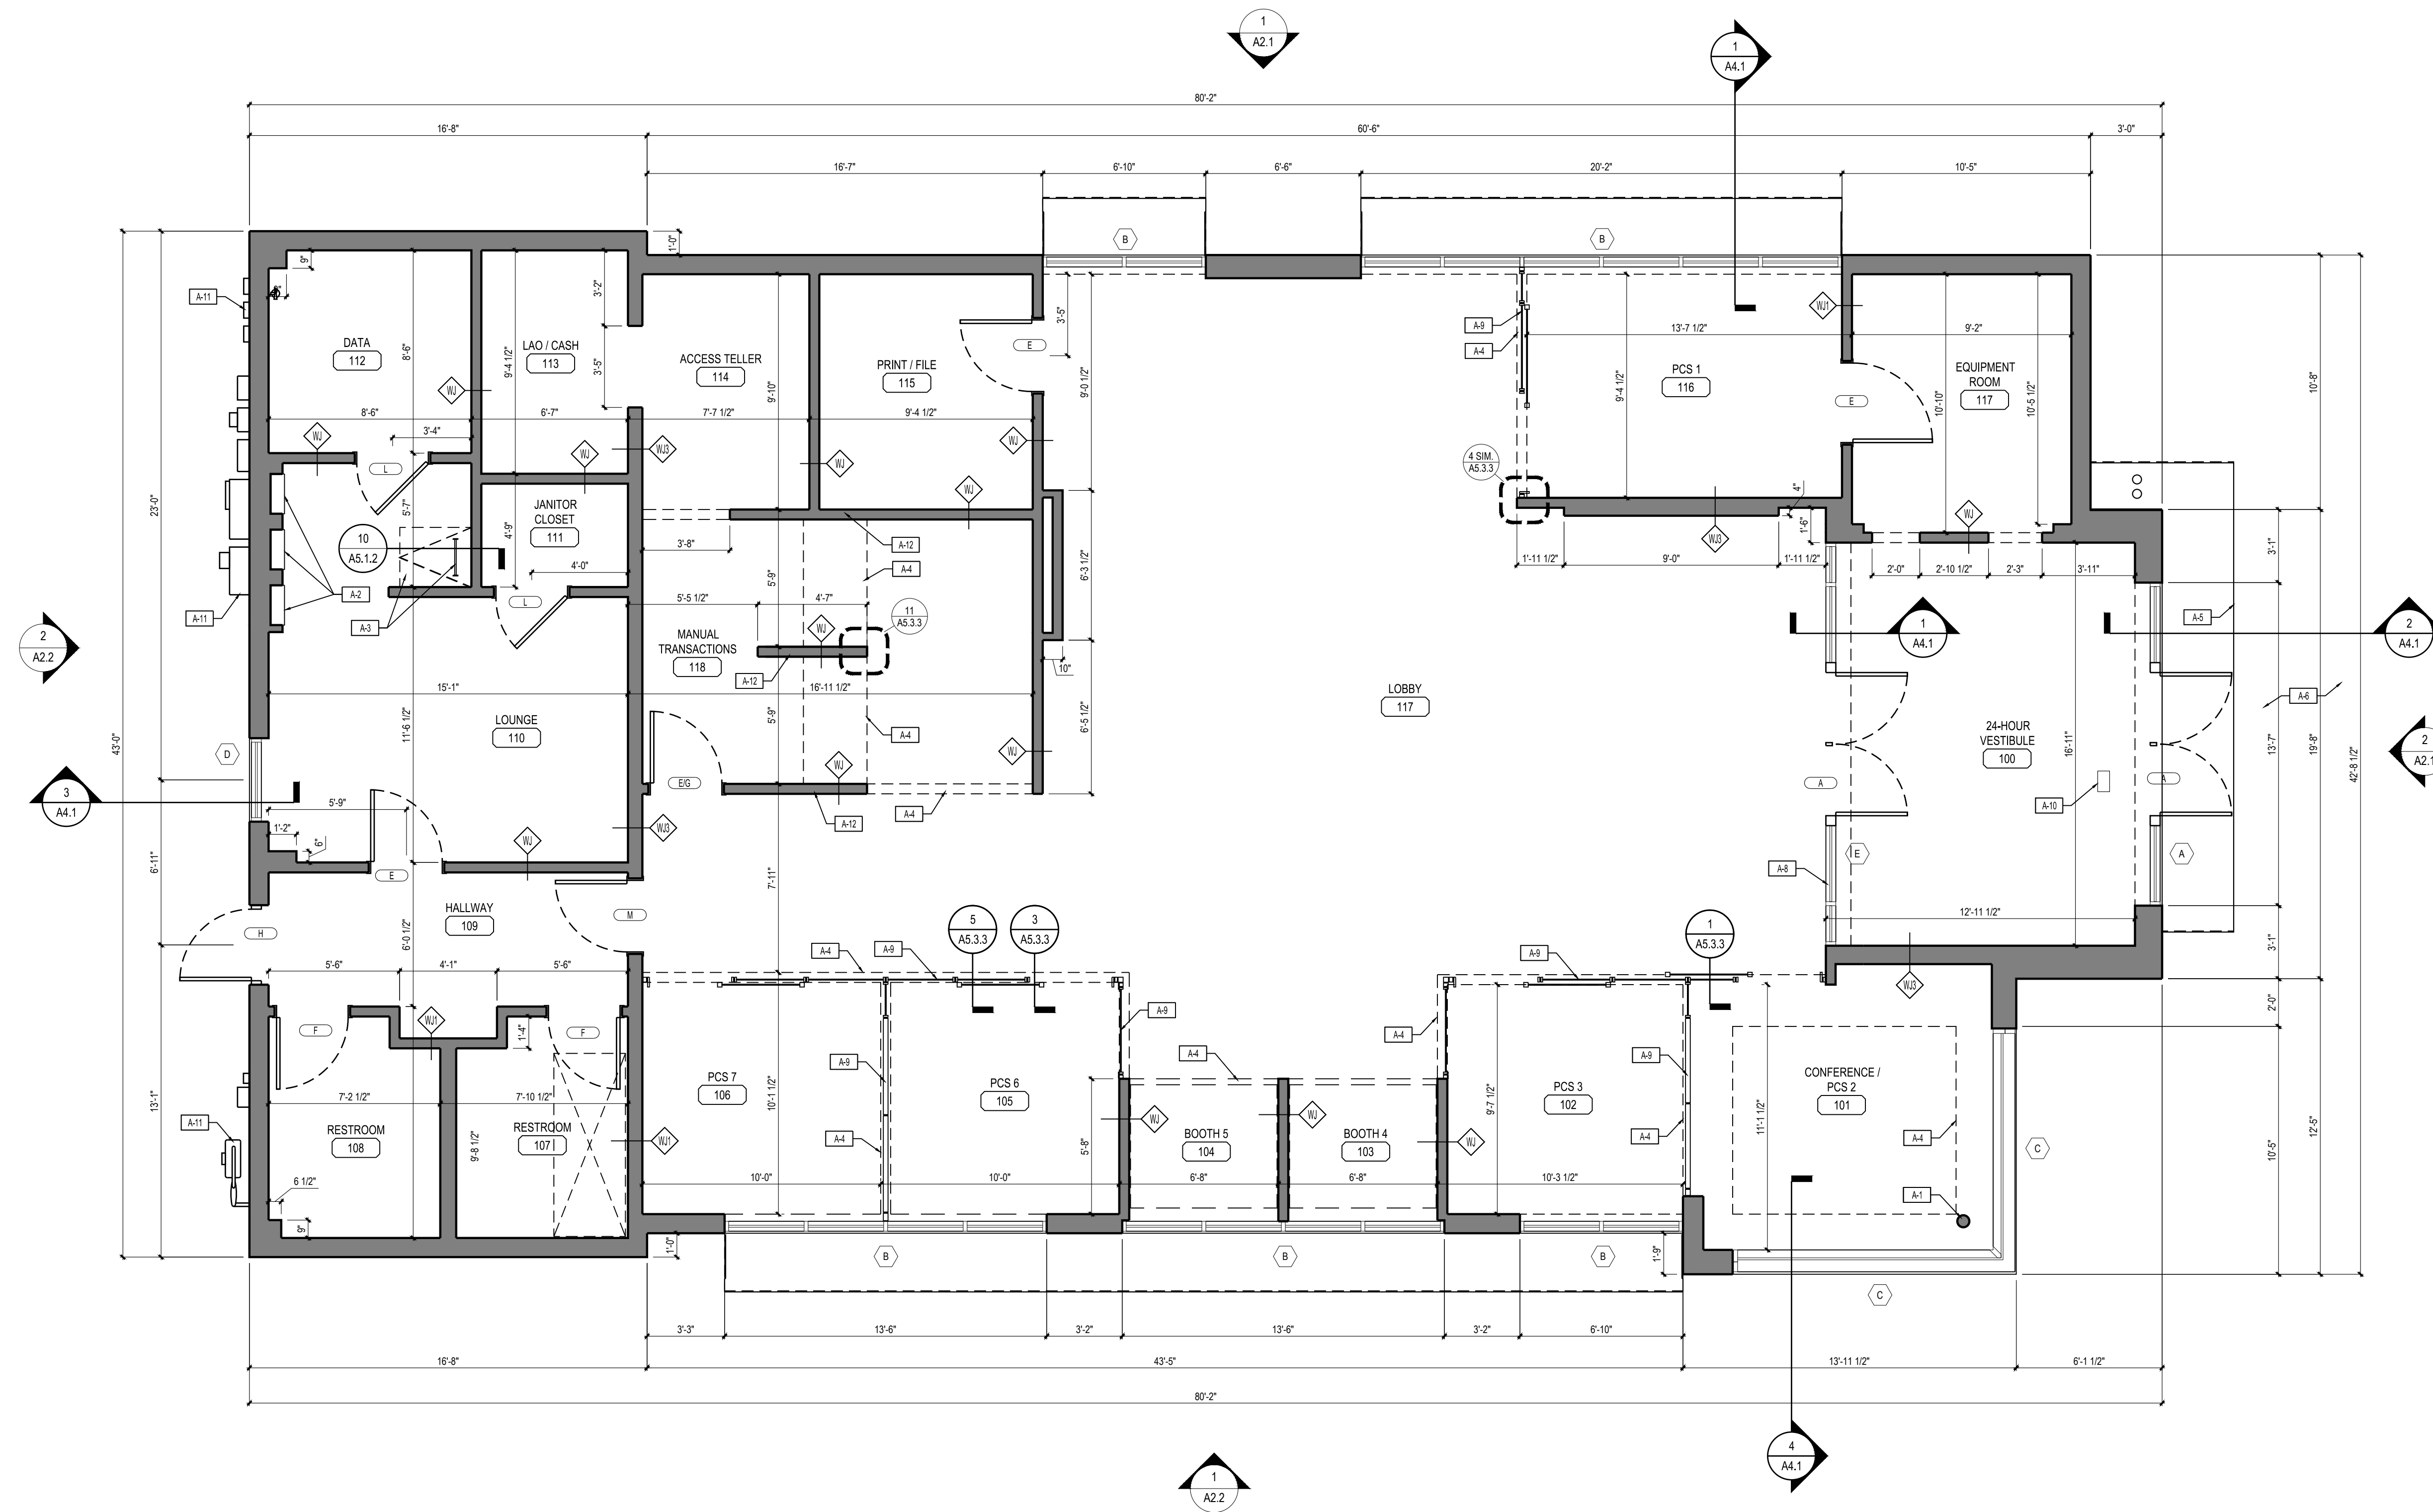 1
A2.1
1
A4.1
80'-2"
16'-8"
60'-6"
3'-0"
16'-7"
6'-10"
6'-6"
20'-2"
10'-5"
1'-0"
B
B
9"
A-11
DATA
112
8'-6"
LAO / CASH
113
9'-4 1/2"
3'-2"
3'-5"
ACCESS TELLER
114
9'-10"
PRINT / FILE
115
E
3'-5"
9'-0 1/2"
A-9
A-4
13'-7 1/2"
WJ1
9'-2"
PCS 1
116
9'-4 1/2"
E
EQUIPMENT
ROOM
117
10'-10"
10'-5 1/2"
10'-8"
WJ
8'-6"
6'-7"
7'-7 1/2"
9'-4 1/2"
3'-4"
WJ
WJ
WJ3
WJ
WJ
WJ
L
4 SIM.
A5.3.3
4"
1'-6"
WJ3
WJ
23'-0"
5'-7"
JANITOR
CLOSET
111
4'-9"
10
A5.1.2
3'-8"
A-12
A-4
6'-3 1/2"
1'-11 1/2"
9'-0"
1'-11 1/2"
2'-0"
2'-10 1/2"
2'-3"
3'-11"
3'-1"
4'-0"
5'-9"
A-2
L
5'-5 1/2"
4'-7"
11
A5.3.3
A-11
A-3
A-5
2
A2.2
MANUAL
TRANSACTIONS
118
WJ
1
A4.1
2
A4.1
A-12
10"
15'-1"
16'-11 1/2"
LOBBY
117
A-6
LOUNGE
110
11'-6 1/2"
5'-9"
A-4
6'-5 1/2"
24-HOUR
VESTIBULE
100
16'-11"
13'-7"
19'-8"
42'-8 1/2"
43'-0"
D
WJ
WJ
2
A2.1
3
A4.1
5'-9"
E/G
A-4
A
A
A-10
1'-2"
6"
WJ
WJ3
A-12
6'-11"
E
7'-11"
A-8
E
A
HALLWAY
109
M
H
6'-0 1/2"
5
A5.3.3
3
A5.3.3
1
A5.3.3
12'-11 1/2"
3'-1"
5'-6"
4'-1"
5'-6"
A-4
A-9
A-9
WJ3
2'-0"
F
WJ1
F
1'-4"
A-9
A-4
A-4
A-9
A-9
PCS 7
106
10'-1 1/2"
PCS 6
105
PCS 3
102
9'-7 1/2"
CONFERENCE /
PCS 2
101
11'-1 1/2"
13'-1"
7'-2 1/2"
7'-10 1/2"
A-11
RESTROOM
108
RESTROOM
107
9'-8 1/2"
WJ1
A-4
5'-8"
WJ
BOOTH 5
104
WJ
BOOTH 4
103
WJ
A-4
A-4
C
10'-5"
12'-5"
6 1/2"
9"
10'-0"
10'-0"
6'-8"
6'-8"
10'-3 1/2"
A-1
1'-0"
B
B
B
1'-9"
C
3'-3"
13'-6"
3'-2"
13'-6"
3'-2"
6'-10"
16'-8"
43'-5"
13'-11 1/2"
6'-1 1/2"
80'-2"
4
A4.1
1
A2.2